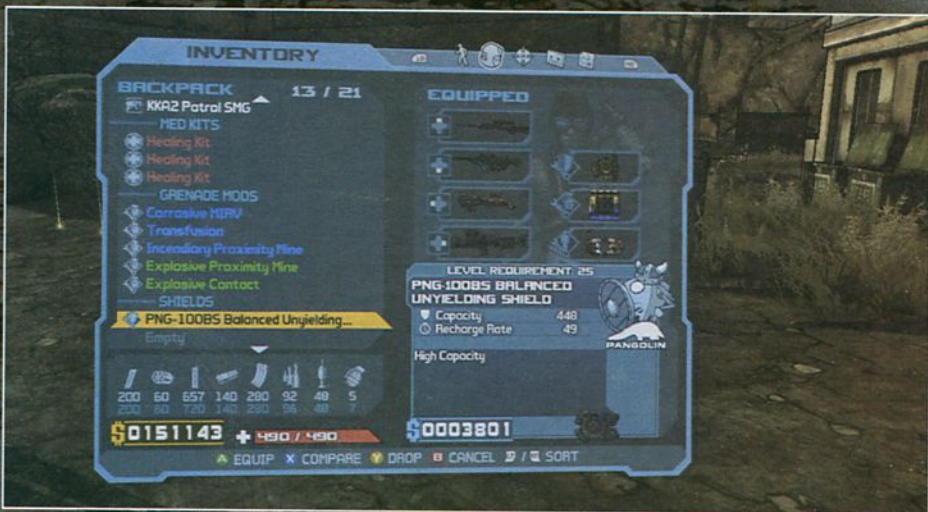 INVENTORY
BACKPACK 13 / 21
KKA2 Patrol SMG
MED KITS
Healing Kit
Healing Kit
Healing Kit
GRENADE MODS
Corrosive MIRV
Transfusion
Incendiary Proximity Mine
Explosive Proximity Mine
Explosive Contact
SHIELDS
PNG-100BS Balanced Unyielding...
Empty
200 60 657 140 280 92 48 5
200 60 720 140 280 96 48 7
$0151143
490 / 490
EQUIPPED
LEVEL REQUIREMENT: 25
PNG-100BS BALANCED
UNYIELDING SHIELD
Capacity 448
Recharge Rate 49
PANGOLIN
High Capacity
$0003801
A EQUIP X COMPARE Y DROP B CANCEL / SORT